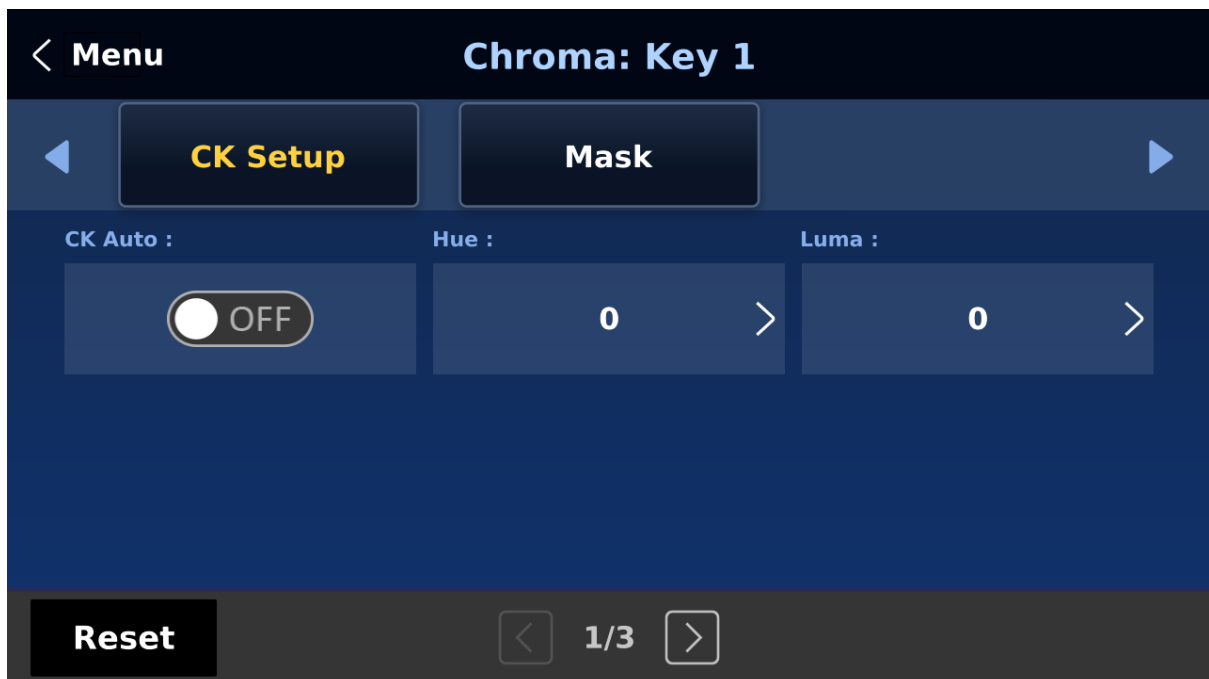 Menu
Chroma: Key 1
CK Setup
Mask
CK Auto :
Hue :
Luma :
OFF
0
0
Reset
1/3